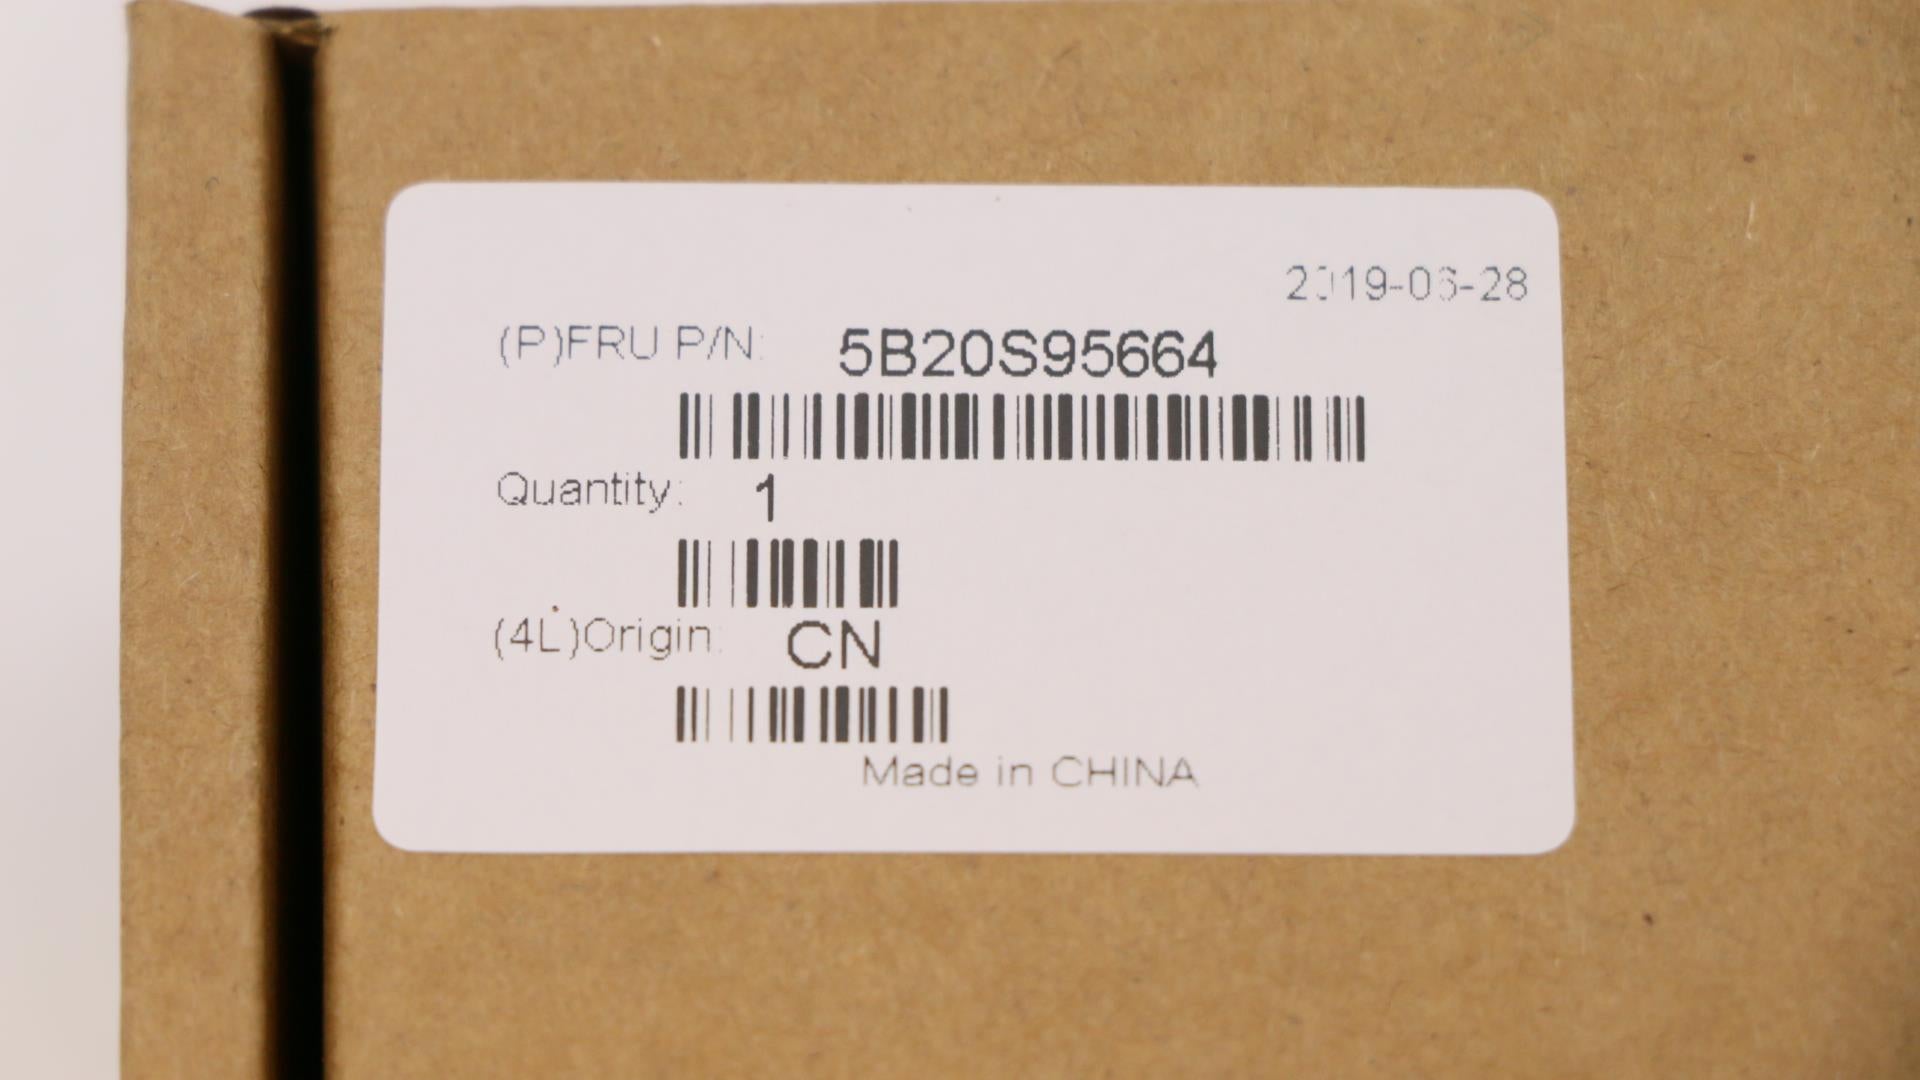 2019-06-28
(P)FRU P/N: 5B20S95664
Quantity: 1
(4L)Origin: CN
Made in CHINA